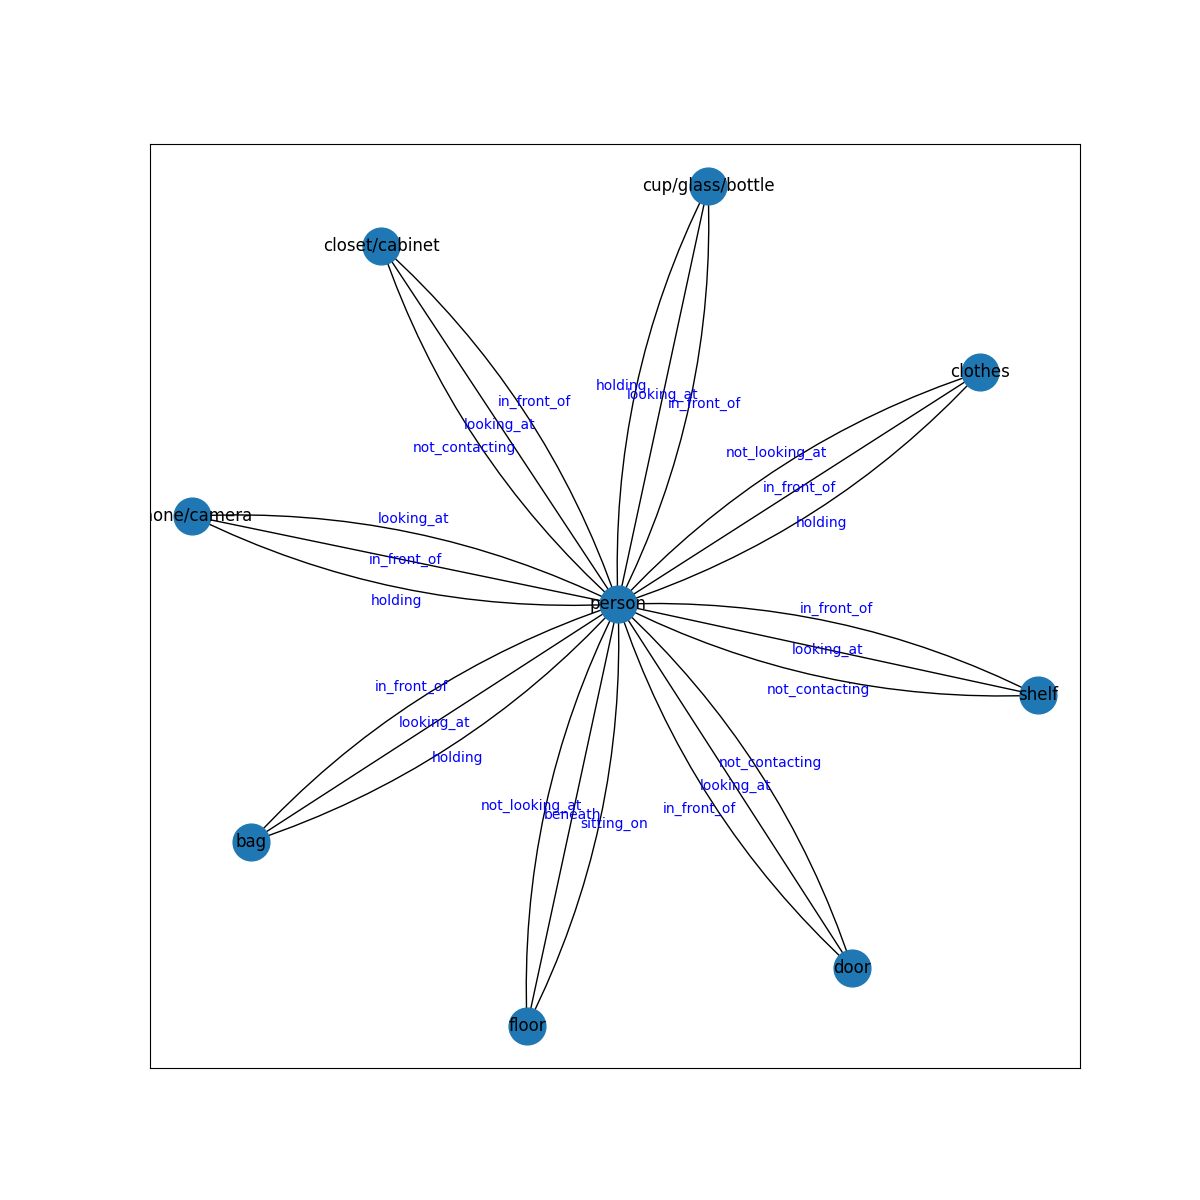 cup/glass/bottle
closet/cabinet
clothes
holding
looking_at
in_front_of
in_front_of
looking_at
not_contacting
not_looking_at
in_front_of
holding
one/camera
looking_at
in_front_of
holding
person
in_front_of
looking_at
not_contacting
shelf
in_front_of
looking_at
holding
not_contacting
looking_at
in_front_of
not_looking_at
beneath
sitting_on
bag
door
floor